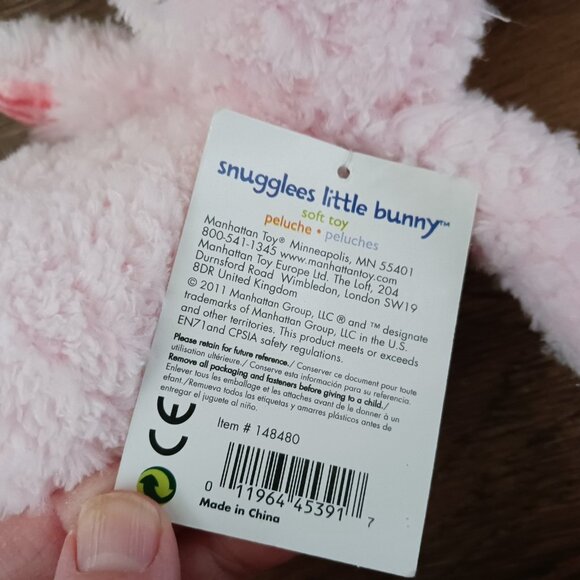 snugglees little bunny™
soft toy
peluche • peluches
Manhattan Toy® Minneapolis, MN 55401
800-541-1345 www.manhattantoy.com
Manhattan Toy Europe Ltd. The Loft, 204
Durnsford Road Wimbledon, London SW19
8DR United Kingdom
© 2011 Manhattan Group, LLC ® and ™ designate
trademarks of Manhattan Group, LLC in the U.S.
and other territories. This product meets or exceeds
EN71and CPSIA safety regulations.
Please retain for future reference./ Conserver ce document pour toute
utilisation ultérieure./ Conserve esta información para su referencia.
Remove all packaging and fasteners before giving to a child./
Enlever tous les emballage et les attaches avant de le donner à un
efant./Remueva todos las etiquetas y amarres plásticos antes de
entregar el juguete al niño.
CE
Item # 148480
0 11964 45391 7
Made in China